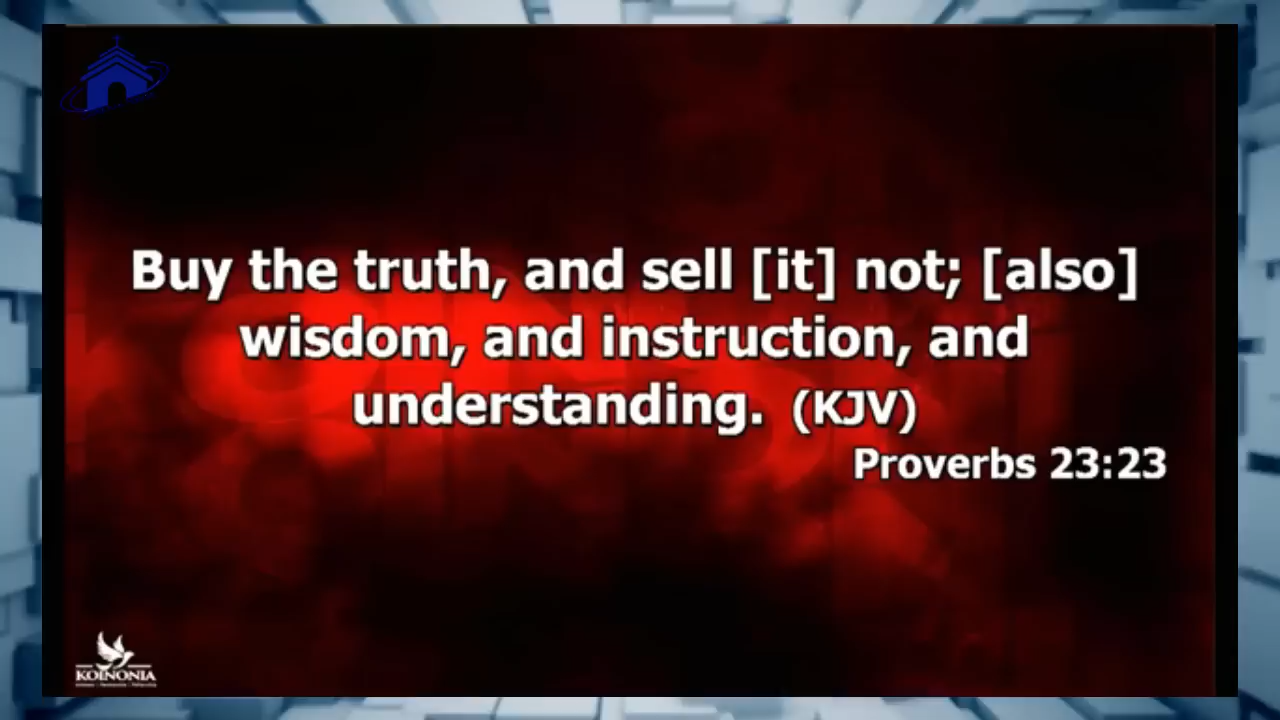 Buy the truth, and sell [it] not; [also]
wisdom, and instruction, and
understanding. (KJV)
Proverbs 23:23
KOINONIA